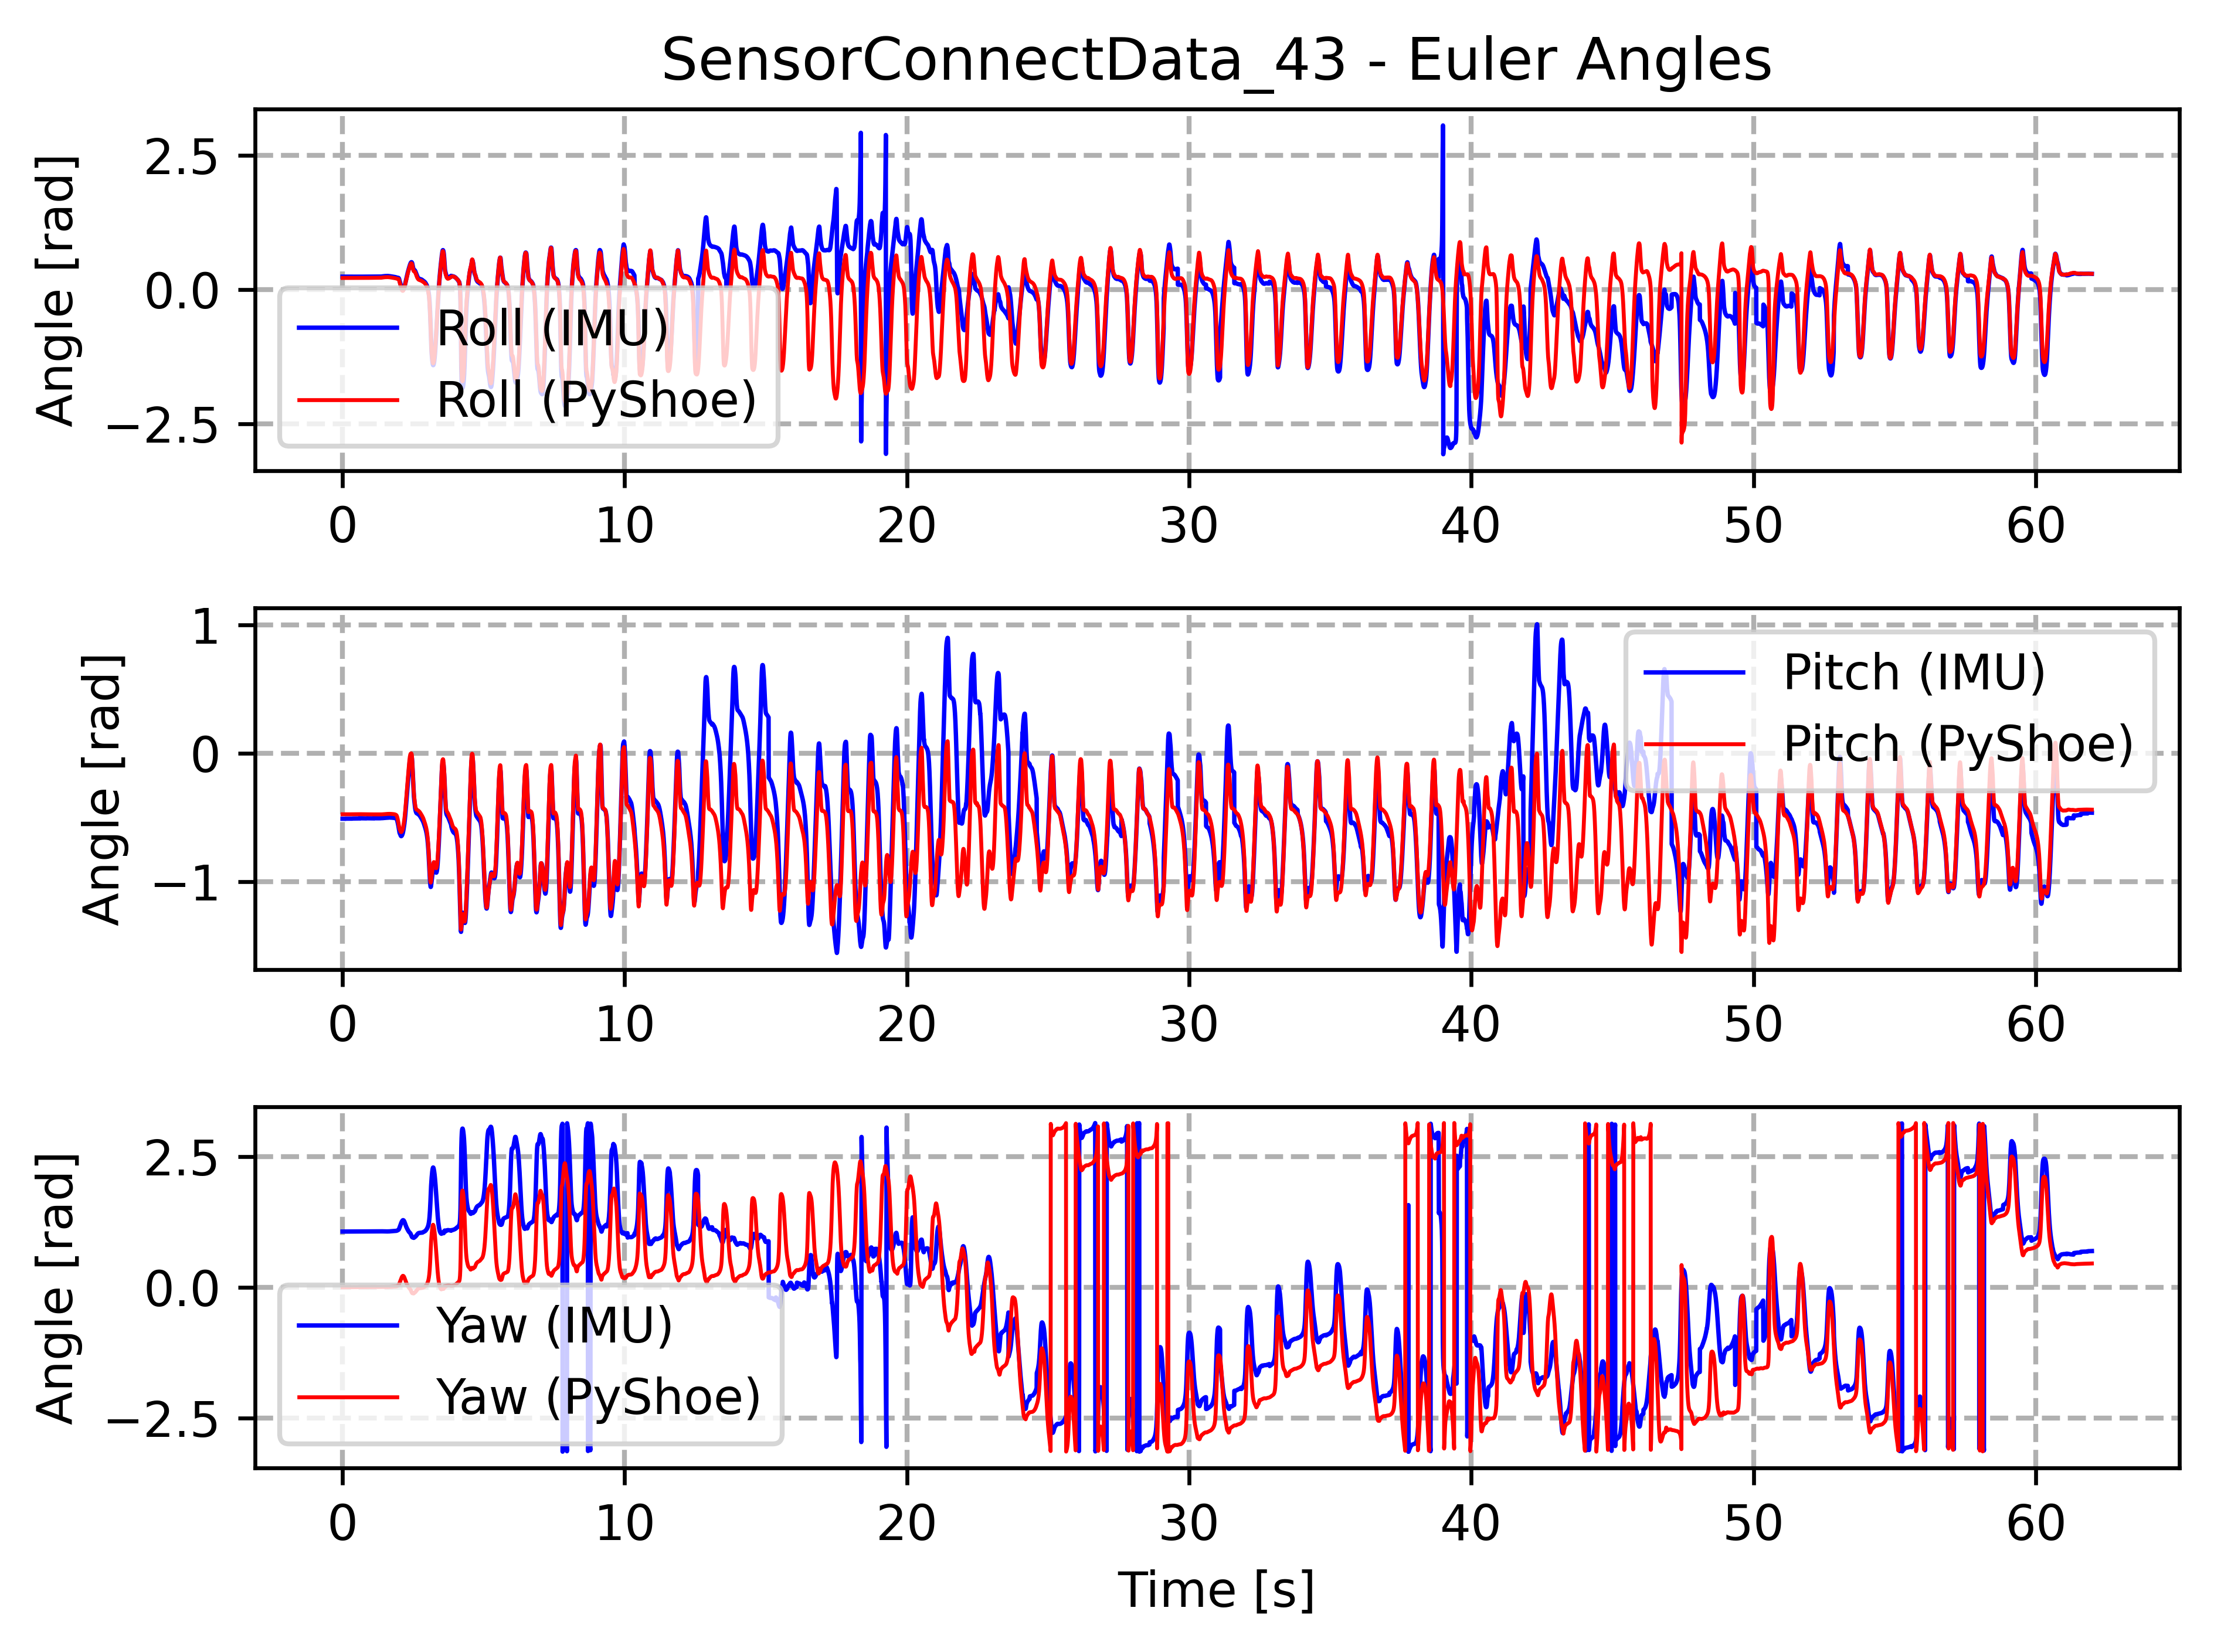 SensorConnectData_43 - Euler Angles
Angle [rad]
2.5
0.0
−2.5
Roll (IMU)
Roll (PyShoe)
0 10 20 30 40 50 60
Angle [rad]
1
0
−1
Pitch (IMU)
Pitch (PyShoe)
0 10 20 30 40 50 60
Angle [rad]
2.5
0.0
−2.5
Yaw (IMU)
Yaw (PyShoe)
0 10 20 30 40 50 60
Time [s]